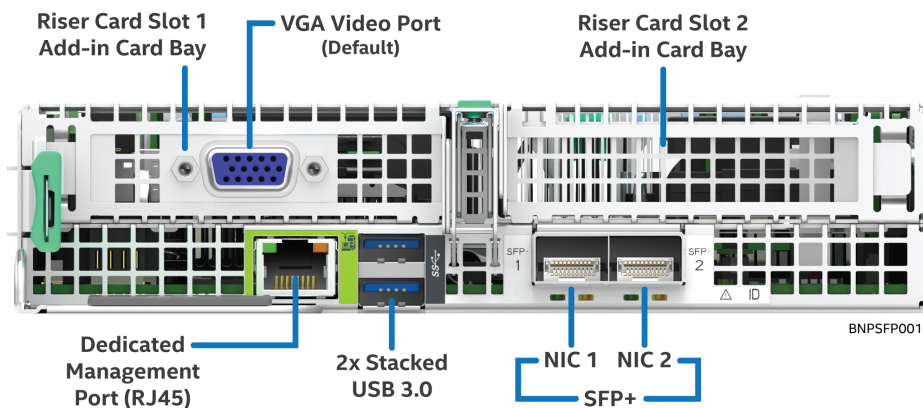 Riser Card Slot 1
Add-in Card Bay
VGA Video Port
(Default)
Riser Card Slot 2
Add-in Card Bay
SFP+
1
SFP+
2
SS
ID
BNPSFP001
Dedicated
Management
Port (RJ45)
2x Stacked
USB 3.0
NIC 1
NIC 2
SFP+